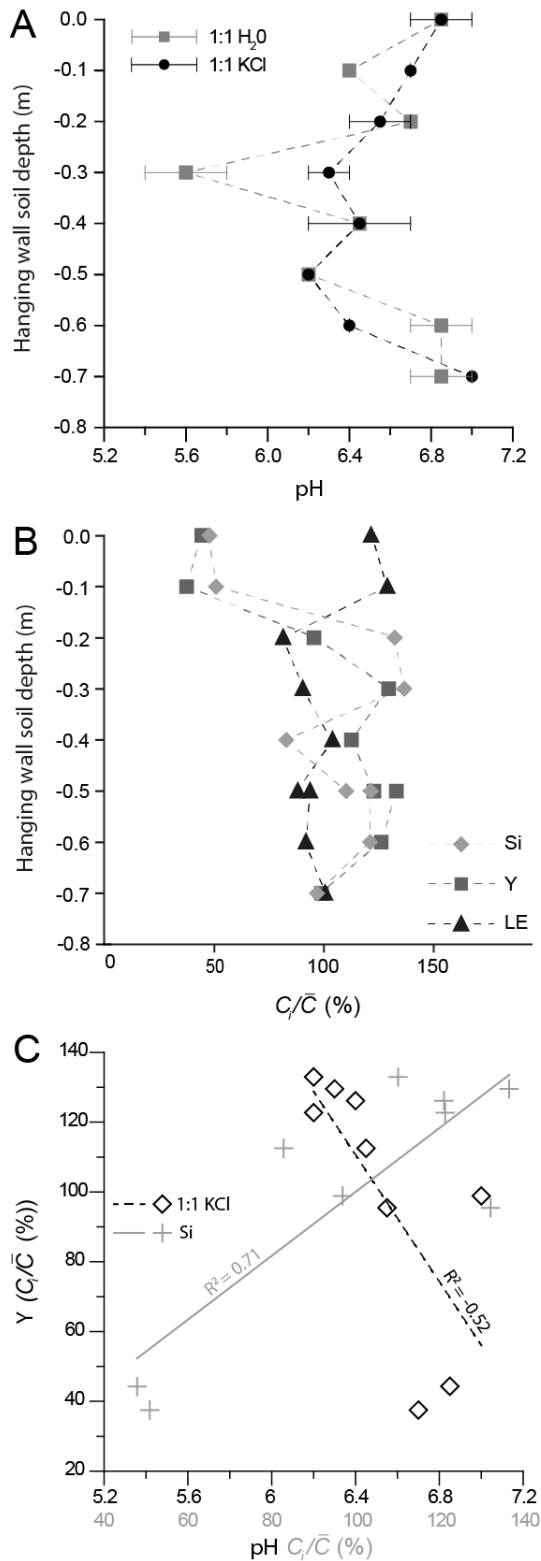 A
1:1 H₂0
1:1 KCl
Hanging wall soil depth (m)
0.0
-0.1
-0.2
-0.3
-0.4
-0.5
-0.6
-0.7
-0.8
5.2 5.6 6.0 6.4 6.8 7.2
pH
B
Hanging wall soil depth (m)
0.0
-0.1
-0.2
-0.3
-0.4
-0.5
-0.6
-0.7
-0.8
Si
Y
LE
0 50 100 150
Cᵢ/C̄ (%)
C
Y (Cᵢ/C̄ (%))
140
120
100
80
60
40
20
1:1 KCl
Si
R²= 0.71
R²=-0.52
5.2 5.6 6 6.4 6.8 7.2
40 60 80 100 120 140
pH Cᵢ/C̄ (%)